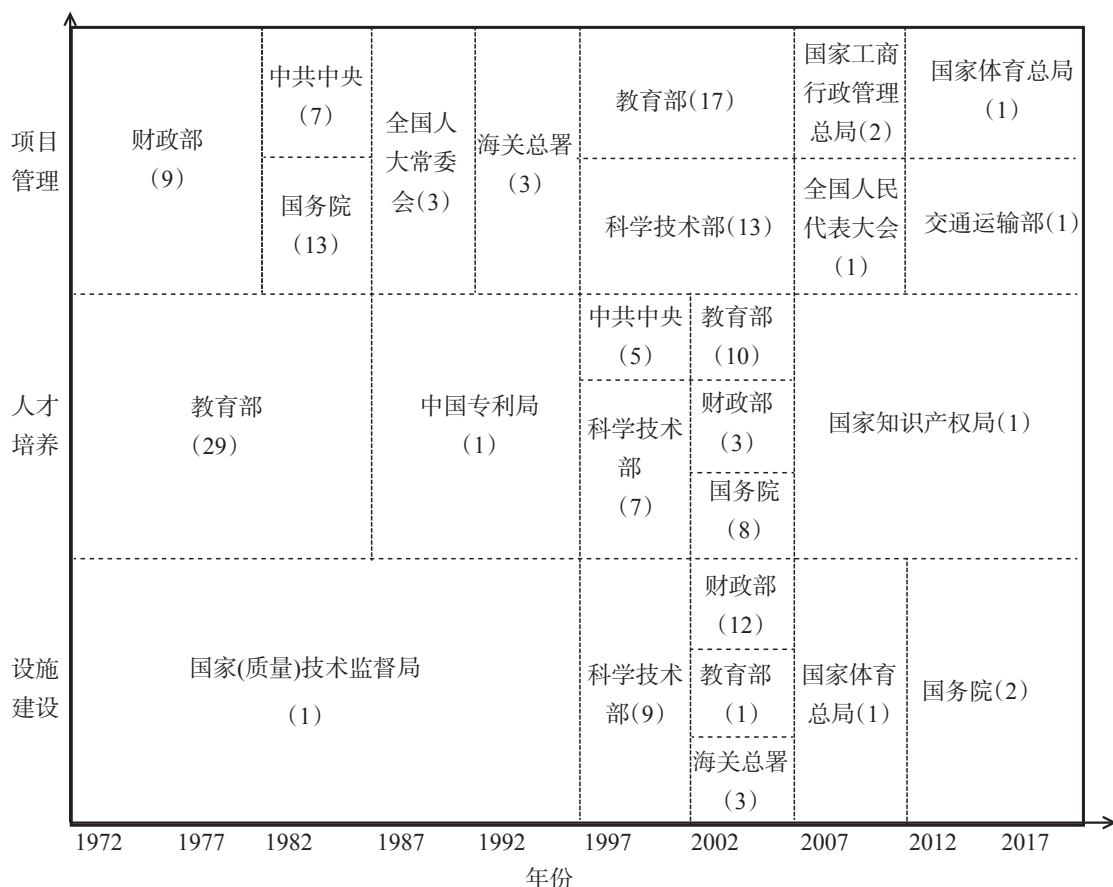 项目
管理
财政部
(9)
中共中央
(7)
国务院
(13)
全国人
大常委
会(3)
海关总署
(3)
教育部(17)
科学技术部(13)
国家工商
行政管理
总局(2)
全国人民
代表大会
(1)
国家体育总局
(1)
交通运输部(1)
人才
培养
教育部
(29)
中国专利局
(1)
中共中央
(5)
科学技术
部
(7)
教育部
(10)
财政部
(3)
国务院
(8)
国家知识产权局(1)
设施
建设
国家(质量)技术监督局
(1)
科学技术
部(9)
财政部
(12)
教育部
(1)
海关总署
(3)
国家体育
总局(1)
国务院(2)
1972 1977 1982 1987 1992 1997 2002 2007 2012 2017
年份